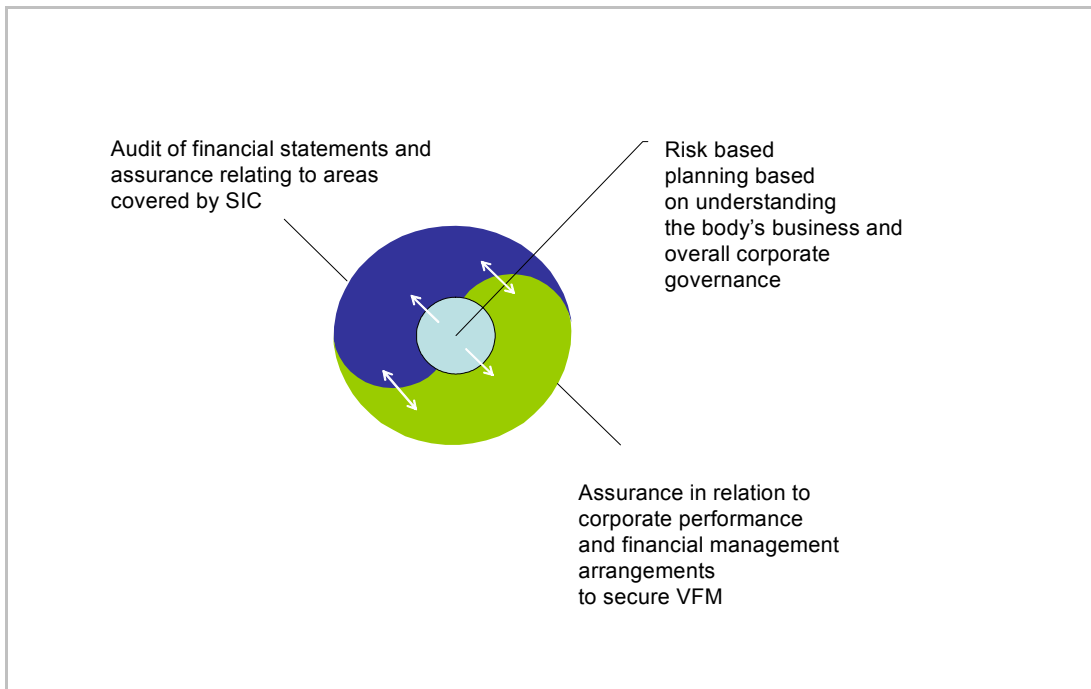 Audit of financial statements and
assurance relating to areas
covered by SIC
Risk based
planning based
on understanding
the body’s business and
overall corporate
governance
Assurance in relation to
corporate performance
and financial management
arrangements
to secure VFM